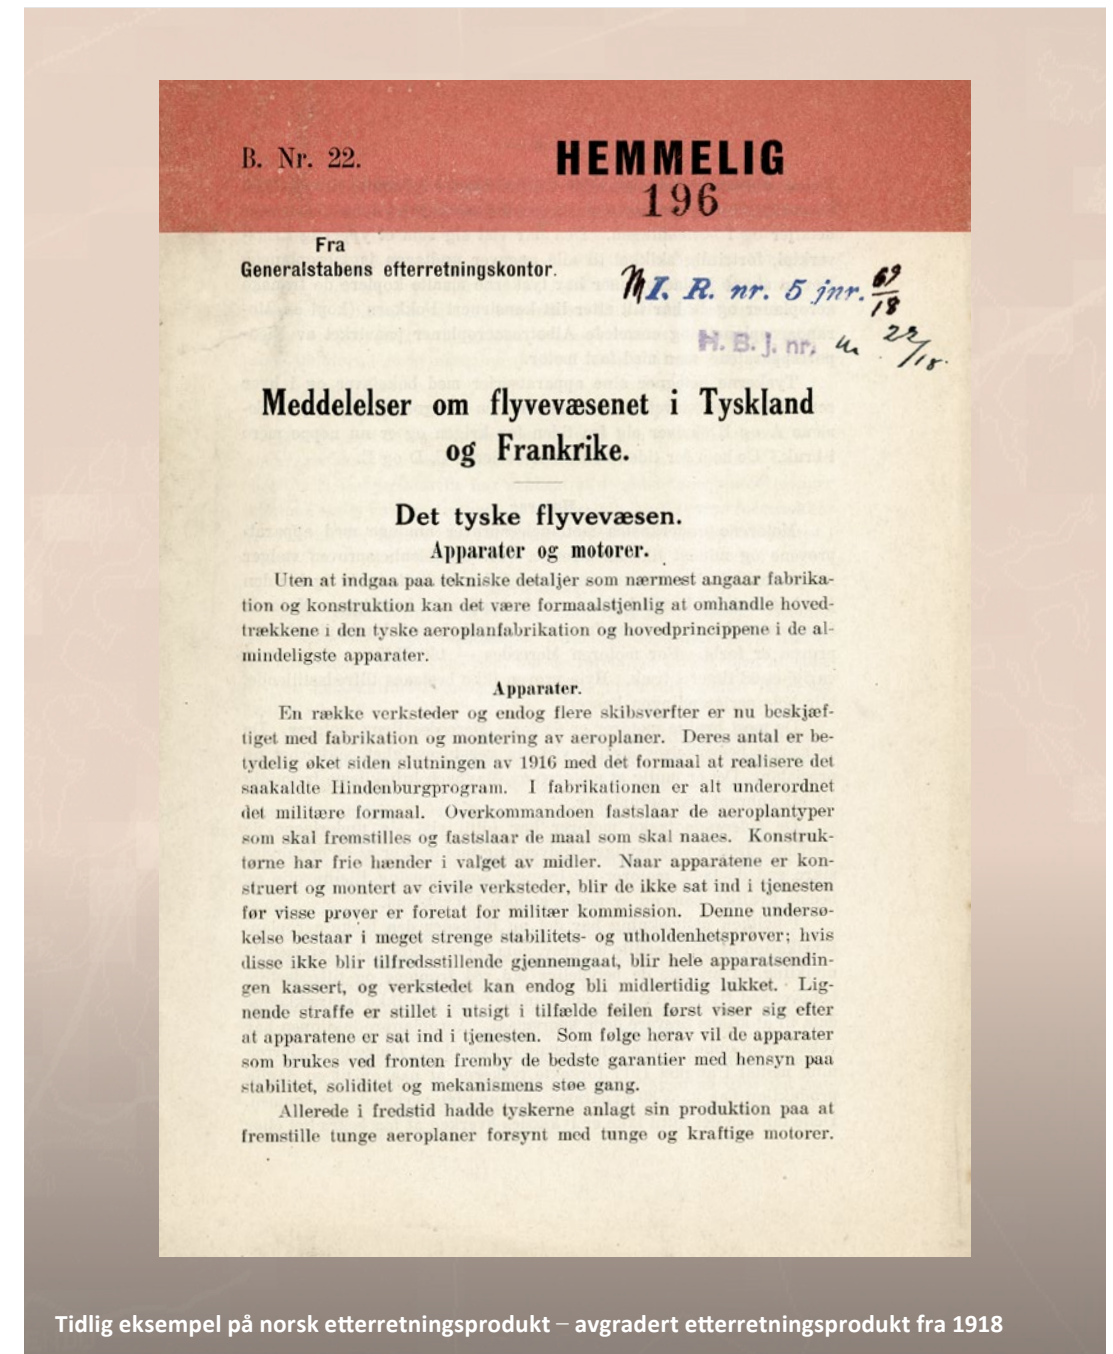 B. Nr. 22.
HEMMELIG
196
Fra
Generalstabens efterretningskontor.
I. R. nr. 5 jnr. 69/18
H. B. J. nr. 22/18.
Meddelelser om flyvevæsenet i Tyskland
og Frankrike.
Det tyske flyvevæsen.
Apparater og motorer.
Uten at indgaa paa tekniske detaljer som nærmest angaar fabrika-
tion og konstruktion kan det være formaalstjenlig at omhandle hoved-
trækkene i den tyske aeroplanfabrikation og hovedprincippene i de al-
mindeligste apparater.
Apparater.
En række verksteder og endog flere skibsverfter er nu beskjæf-
tiget med fabrikation og montering av aeroplaner. Deres antal er be-
tydelig øket siden slutningen av 1916 med det formaal at realisere det
saakaldte Hindenburgprogram. I fabrikationen er alt underordnet
det militære formaal. Overkommandoen fastslaar de aeroplantyper
som skal fremstilles og fastslaar de maal som skal naaes. Konstruk-
tørne har frie hænder i valget av midler. Naar apparatene er kon-
struert og montert av civile verksteder, blir de ikke sat ind i tjenesten
før visse prøver er foretat for militær kommission. Denne undersø-
kelse bestaar i meget strenge stabilitets- og utholdenhetsprøver; hvis
disse ikke blir tilfredsstillende gjennemgaat, blir hele apparatsendin-
gen kassert, og verkstedet kan endog bli midlertidig lukket. Lig-
nende straffe er stillet i utsigt i tilfælde feilen først viser sig efter
at apparatene er sat ind i tjenesten. Som følge herav vil de apparater
som brukes ved fronten fremby de bedste garantier med hensyn paa
stabilitet, soliditet og mekanismens støe gang.
Allerede i fredstid hadde tyskerne anlagt sin produktion paa at
fremstille tunge aeroplaner forsynt med tunge og kraftige motorer.
Tidlig eksempel på norsk etterretningsprodukt – avgradert etterretningsprodukt fra 1918